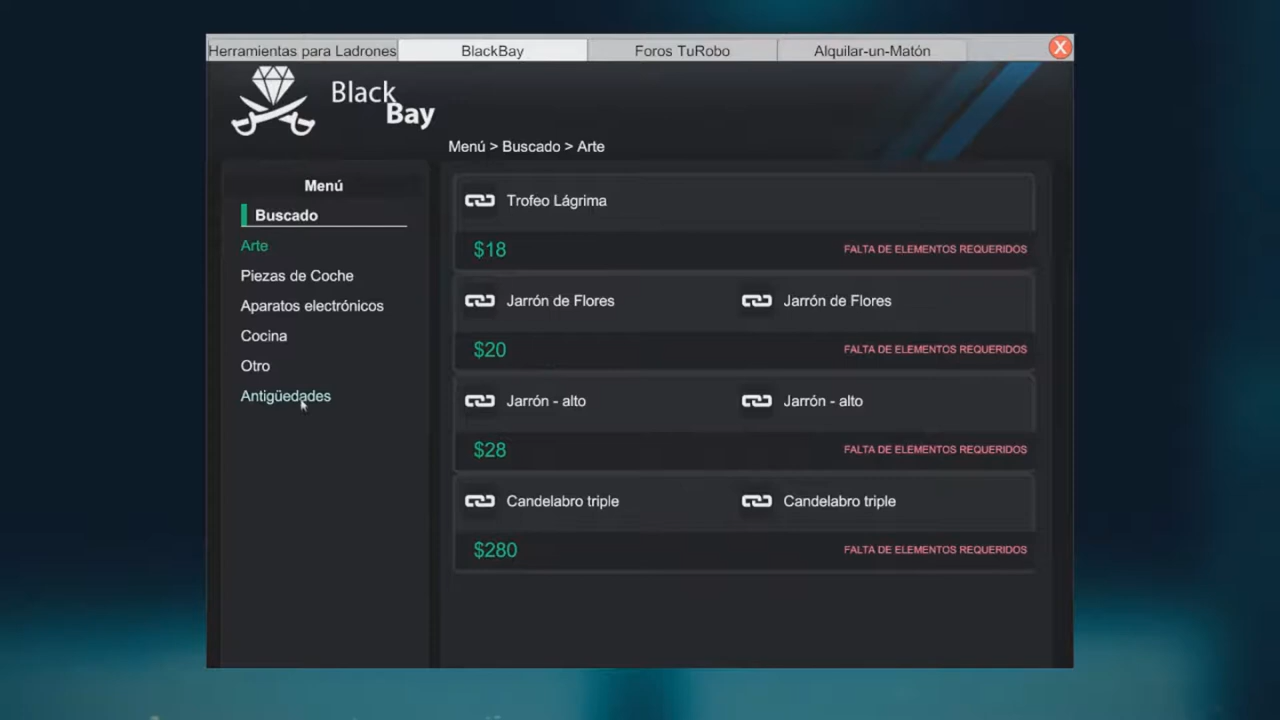 Herramientas para Ladrones
BlackBay
Foros TuRobo
Alquilar-un-Matón
X
Black
Bay
Menú > Buscado > Arte
Menú
Buscado
Arte
Piezas de Coche
Aparatos electrónicos
Cocina
Otro
Antigüedades
Trofeo Lágrima
$18 FALTA DE ELEMENTOS REQUERIDOS
Jarrón de Flores Jarrón de Flores
$20 FALTA DE ELEMENTOS REQUERIDOS
Jarrón - alto Jarrón - alto
$28 FALTA DE ELEMENTOS REQUERIDOS
Candelabro triple Candelabro triple
$280 FALTA DE ELEMENTOS REQUERIDOS